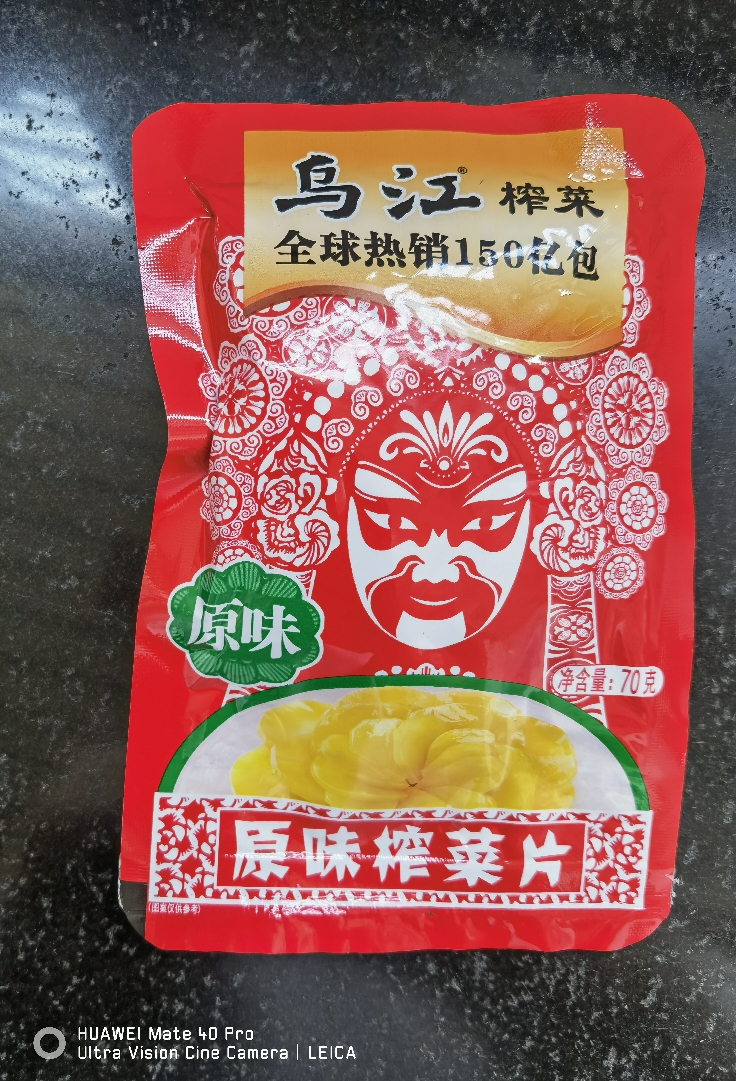 乌江® 榨菜
全球热销150亿包
原味
净含量：70克
原味榨菜片
(图案仅供参考)
HUAWEI Mate 40 Pro
Ultra Vision Cine Camera | LEICA